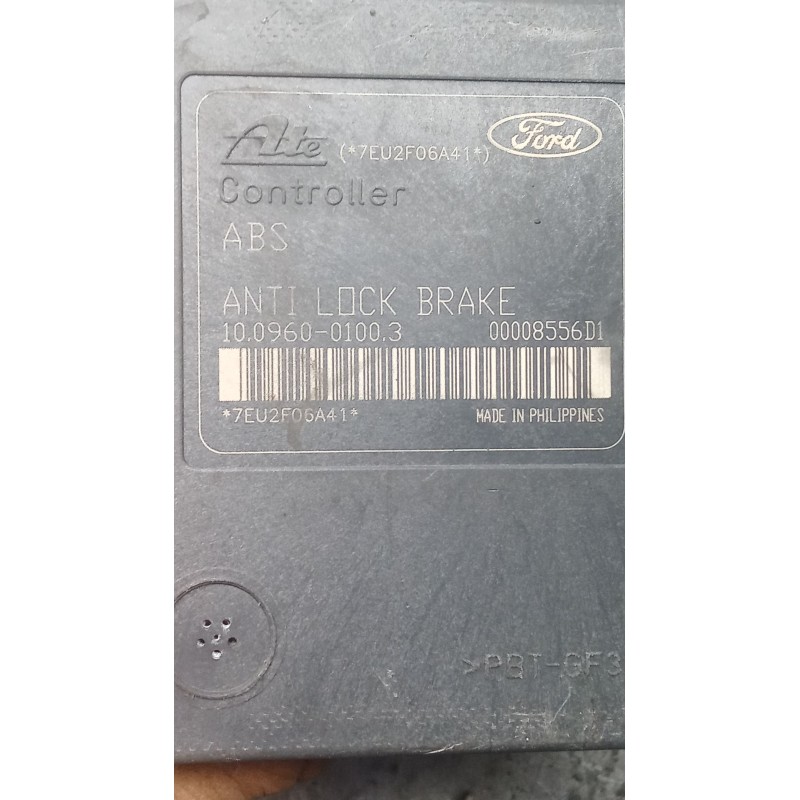 Ate (*7EU2F06A41*) Ford
Controller
ABS
ANTI LOCK BRAKE
10.0960-0100.3 00008556D1
*7EU2F06A41* MADE IN PHILIPPINES
>PBT-GF3